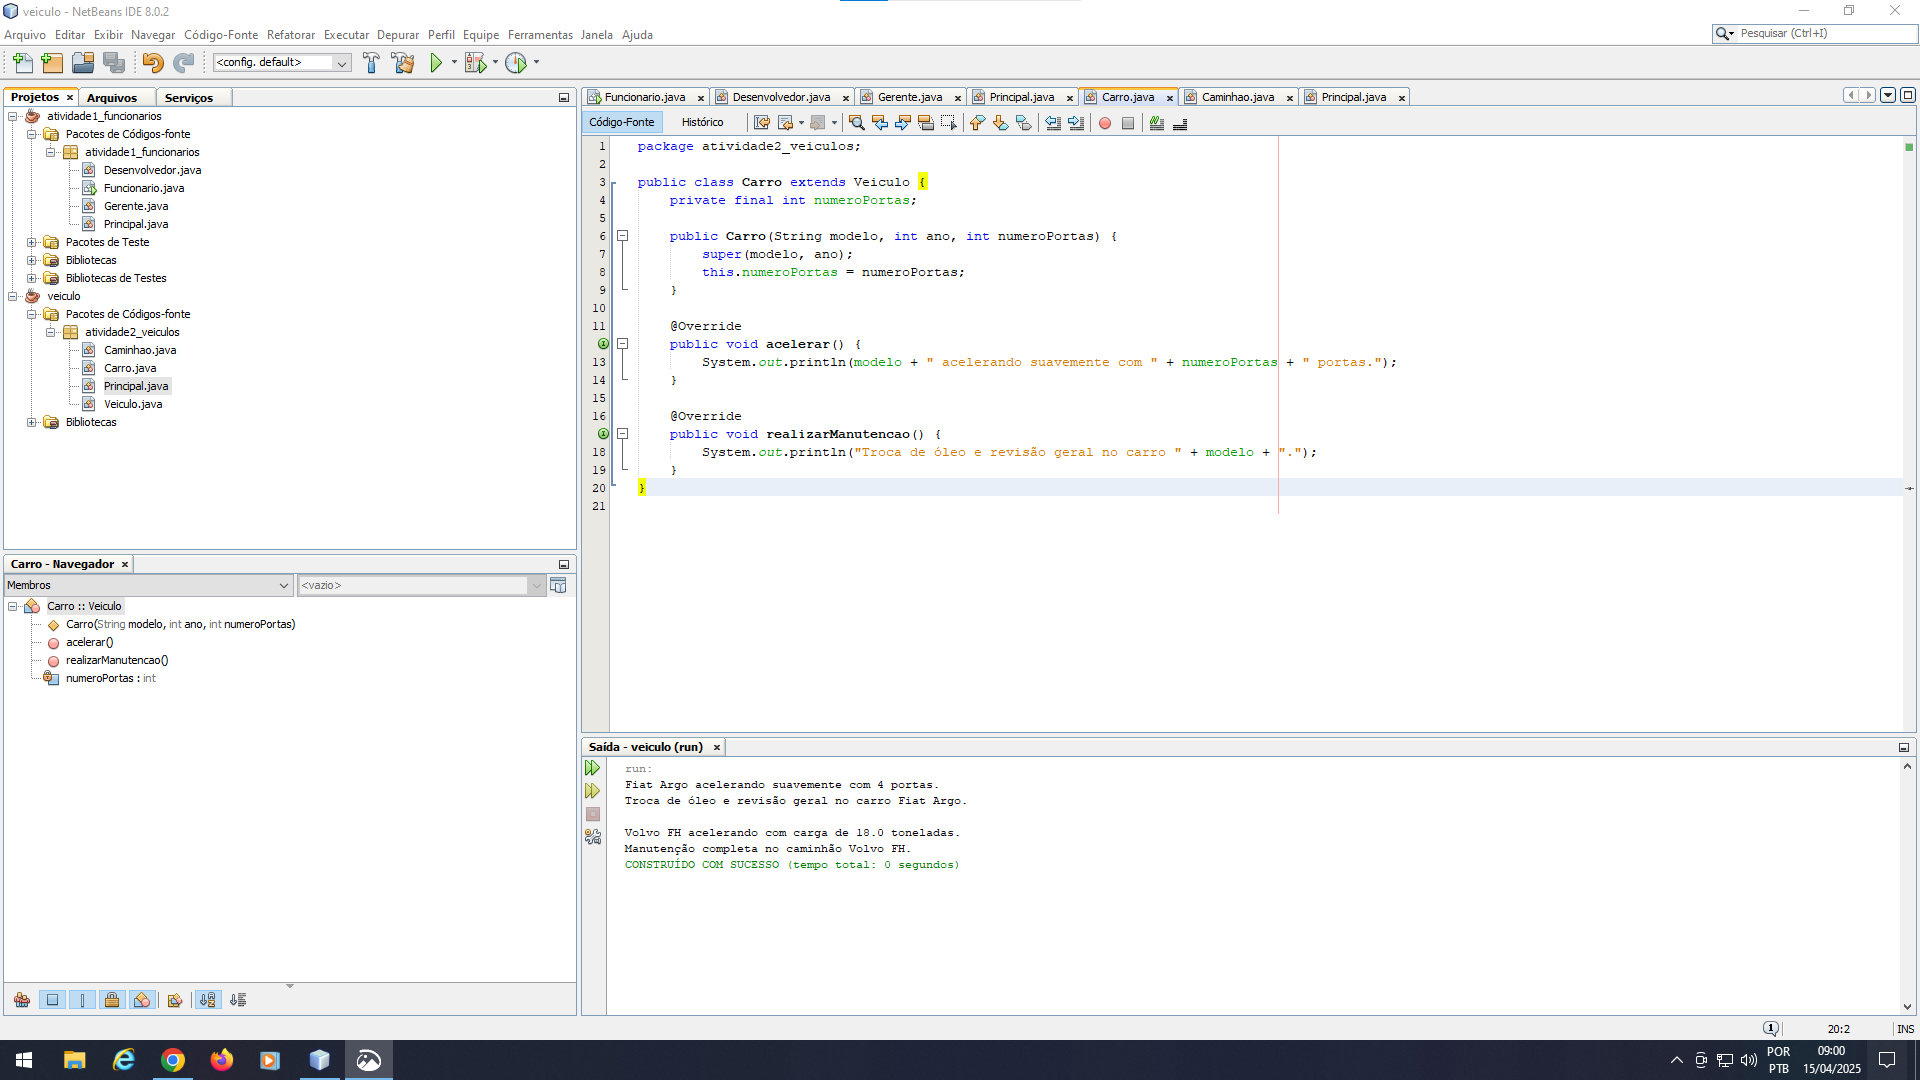 veiculo - NetBeans IDE 8.0.2
Arquivo Editar Exibir Navegar Código-Fonte Refatorar Executar Depurar Perfil Equipe Ferramentas Janela Ajuda
Pesquisar (Ctrl+I)
<config. default>
Projetos Arquivos Serviços
atividade1_funcionarios
Pacotes de Códigos-fonte
atividade1_funcionarios
Desenvolvedor.java
Funcionario.java
Gerente.java
Principal.java
Pacotes de Teste
Bibliotecas
Bibliotecas de Testes
veiculo
Pacotes de Códigos-fonte
atividade2_veiculos
Caminhao.java
Carro.java
Principal.java
Veiculo.java
Bibliotecas
Carro - Navegador
Membros <vazio>
Carro :: Veiculo
Carro(String modelo, int ano, int numeroPortas)
acelerar()
realizarManutencao()
numeroPortas : int
Funcionario.java Desenvolvedor.java Gerente.java Principal.java Carro.java Caminhao.java Principal.java
Código-Fonte Histórico
1 package atividade2_veiculos;
2
3 public class Carro extends Veiculo {
4 private final int numeroPortas;
5
6 public Carro(String modelo, int ano, int numeroPortas) {
7 super(modelo, ano);
8 this.numeroPortas = numeroPortas;
9 }
10
11 @Override
public void acelerar() {
13 System.out.println(modelo + " acelerando suavemente com " + numeroPortas + " portas.");
14 }
15
16 @Override
public void realizarManutencao() {
18 System.out.println("Troca de óleo e revisão geral no carro " + modelo + ".");
19 }
20 }
21
Saída - veiculo (run)
run:
Fiat Argo acelerando suavemente com 4 portas.
Troca de óleo e revisão geral no carro Fiat Argo.
Volvo FH acelerando com carga de 18.0 toneladas.
Manutenção completa no caminhão Volvo FH.
CONSTRUÍDO COM SUCESSO (tempo total: 0 segundos)
1 20:2 INS
POR
PTB
09:00
15/04/2025